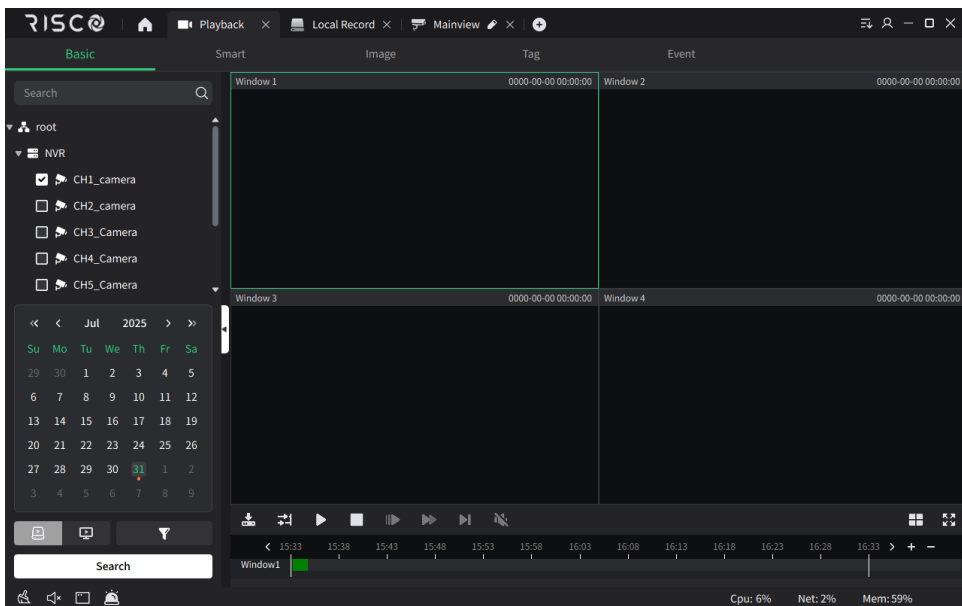 RISCO Playback Local Record Mainview
Basic Smart Image Tag Event
Search
root
NVR
CH1_camera
CH2_camera
CH3_Camera
CH4_Camera
CH5_Camera
Jul 2025
Su Mo Tu We Th Fr Sa
29 30 1 2 3 4 5
6 7 8 9 10 11 12
13 14 15 16 17 18 19
20 21 22 23 24 25 26
27 28 29 30 31 1 2
3 4 5 6 7 8 9
Search
Window 1 0000-00-00 00:00:00
Window 2 0000-00-00 00:00:00
Window 3 0000-00-00 00:00:00
Window 4 0000-00-00 00:00:00
15:33 15:38 15:43 15:48 15:53 15:58 16:03 16:08 16:13 16:18 16:23 16:28 16:33
Window1
Cpu: 6% Net: 2% Mem: 59%